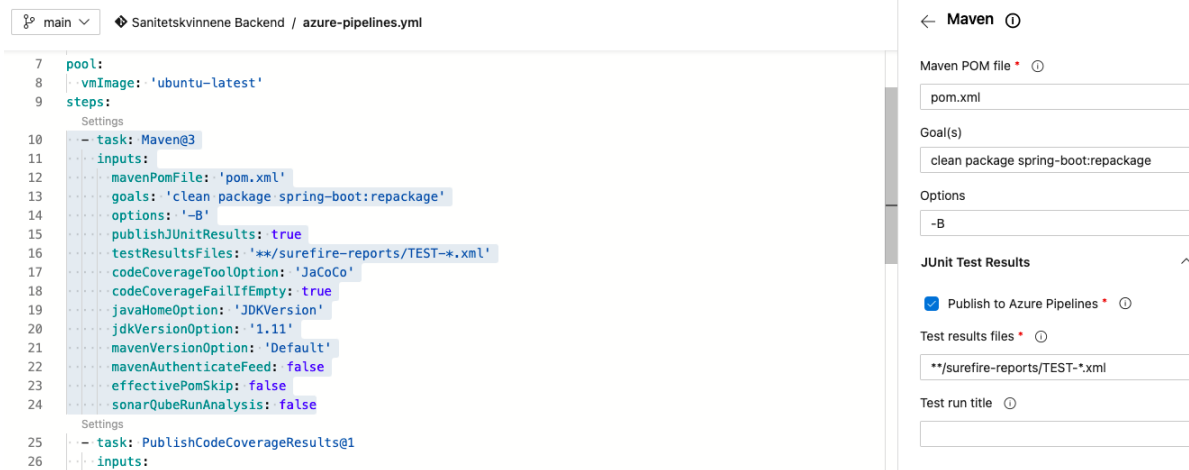 main
Sanitetskvinnene Backend / azure-pipelines.yml
7 pool:
8 vmImage: 'ubuntu-latest'
9 steps:
Settings
10 - task: Maven@3
11 inputs:
12 mavenPomFile: 'pom.xml'
13 goals: 'clean package spring-boot:repackage'
14 options: '-B'
15 publishJUnitResults: true
16 testResultsFiles: '**/surefire-reports/TEST-*.xml'
17 codeCoverageToolOption: 'JaCoCo'
18 codeCoverageFailIfEmpty: true
19 javaHomeOption: 'JDKVersion'
20 jdkVersionOption: '1.11'
21 mavenVersionOption: 'Default'
22 mavenAuthenticateFeed: false
23 effectivePomSkip: false
24 sonarQubeRunAnalysis: false
Settings
25 - task: PublishCodeCoverageResults@1
26 inputs:
Maven
Maven POM file *
pom.xml
Goal(s)
clean package spring-boot:repackage
Options
-B
JUnit Test Results
Publish to Azure Pipelines *
Test results files *
**/surefire-reports/TEST-*.xml
Test run title